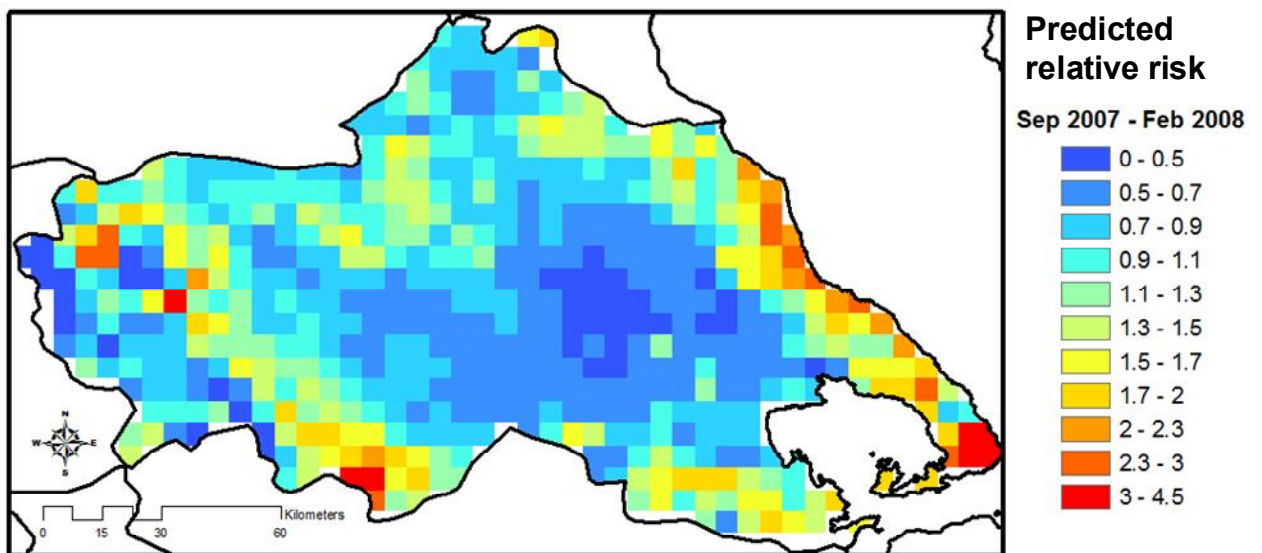 Predicted
relative risk
Sep 2007 - Feb 2008
0 - 0.5
0.5 - 0.7
0.7 - 0.9
0.9 - 1.1
1.1 - 1.3
1.3 - 1.5
1.5 - 1.7
1.7 - 2
2 - 2.3
2.3 - 3
3 - 4.5
N
W E
S
Kilometers
0 15 30 60